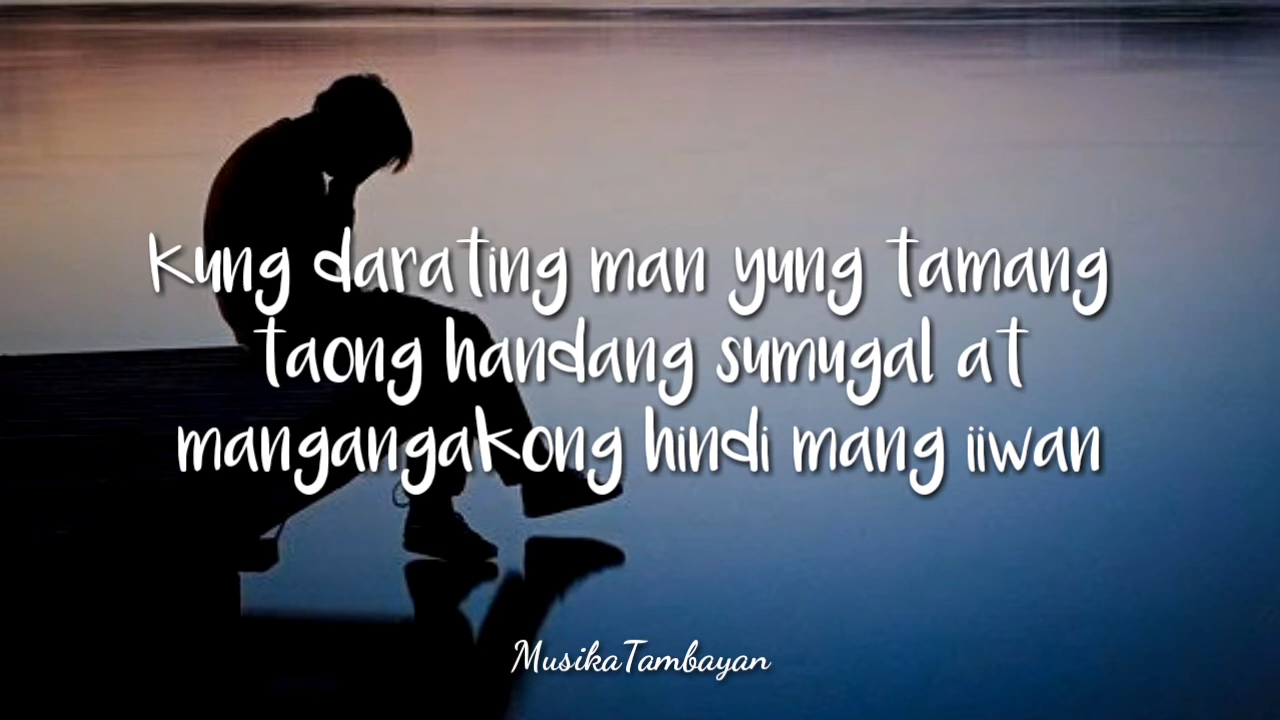 kung darating man yung tamang
taong handang sumugal at
mangangakong hindi mang iiwan
MusikaTambayan